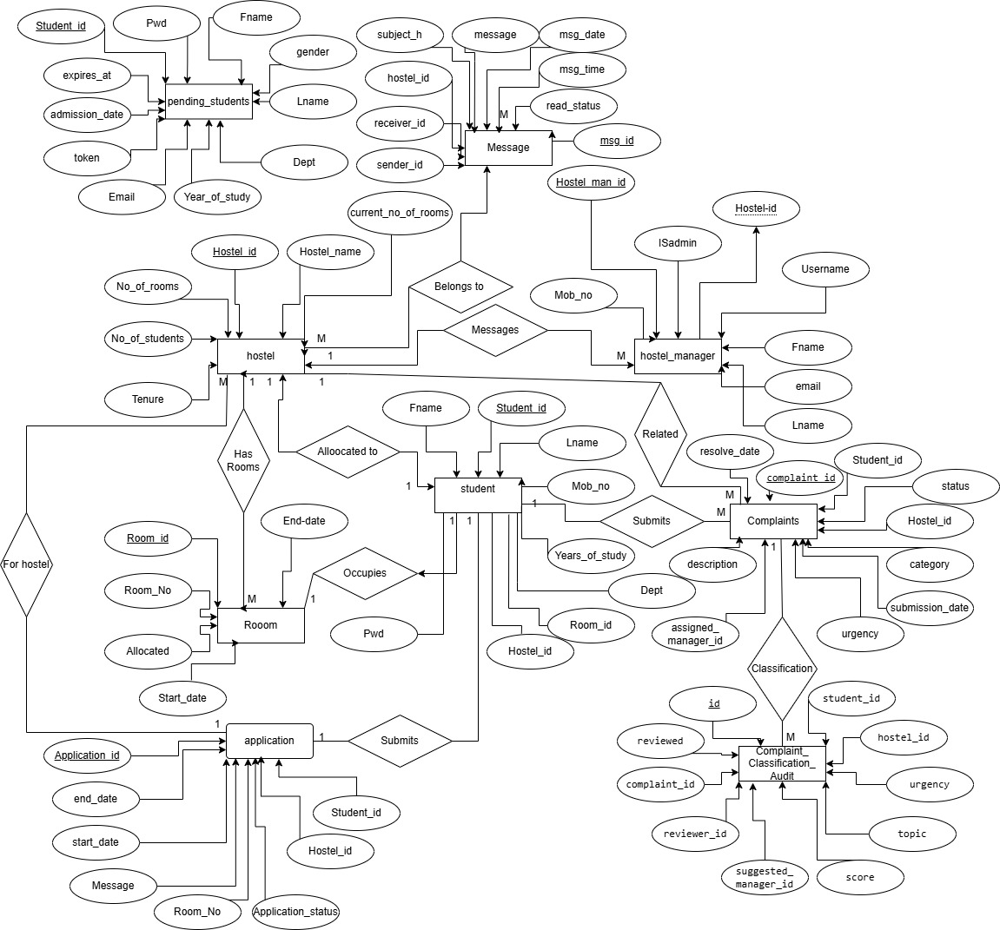 Student_id
Pwd
Fname
expires_at
gender
admission_date
pending_students
Lname
token
Dept
Email
Year_of_study
subject_h
message
msg_date
msg_time
hostel_id
read_status
receiver_id
M
Message
msg_id
sender_id
Hostel_man_id
current_no_of_rooms
Hostel-id
Hostel_id
Hostel_name
ISadmin
Username
No_of_rooms
Belongs to
Mob_no
No_of_students
M
Messages
hostel
1
M
hostel_manager
Fname
M
1
1
1
email
Tenure
Lname
Fname
Student_id
Related
Has
Rooms
Alloocated to
Lname
resolve_date
Student_id
complaint_id
1
student
Mob_no
status
M
1
M
End-date
1
1
Submits
Complaints
Hostel_id
Room_id
1
For hostel
Occupies
Years_of_study
description
category
Room_No
M
1
Dept
submission_date
Rooom
Pwd
Room_id
assigned_
manager_id
urgency
Allocated
Hostel_id
Classification
Start_date
id
student_id
1
application
1
Submits
reviewed
M
hostel_id
Application_id
Complaint_
Classification_
Audit
complaint_id
urgency
end_date
Student_id
start_date
Hostel_id
reviewer_id
topic
Message
suggested_
manager_id
score
Room_No
Application_status